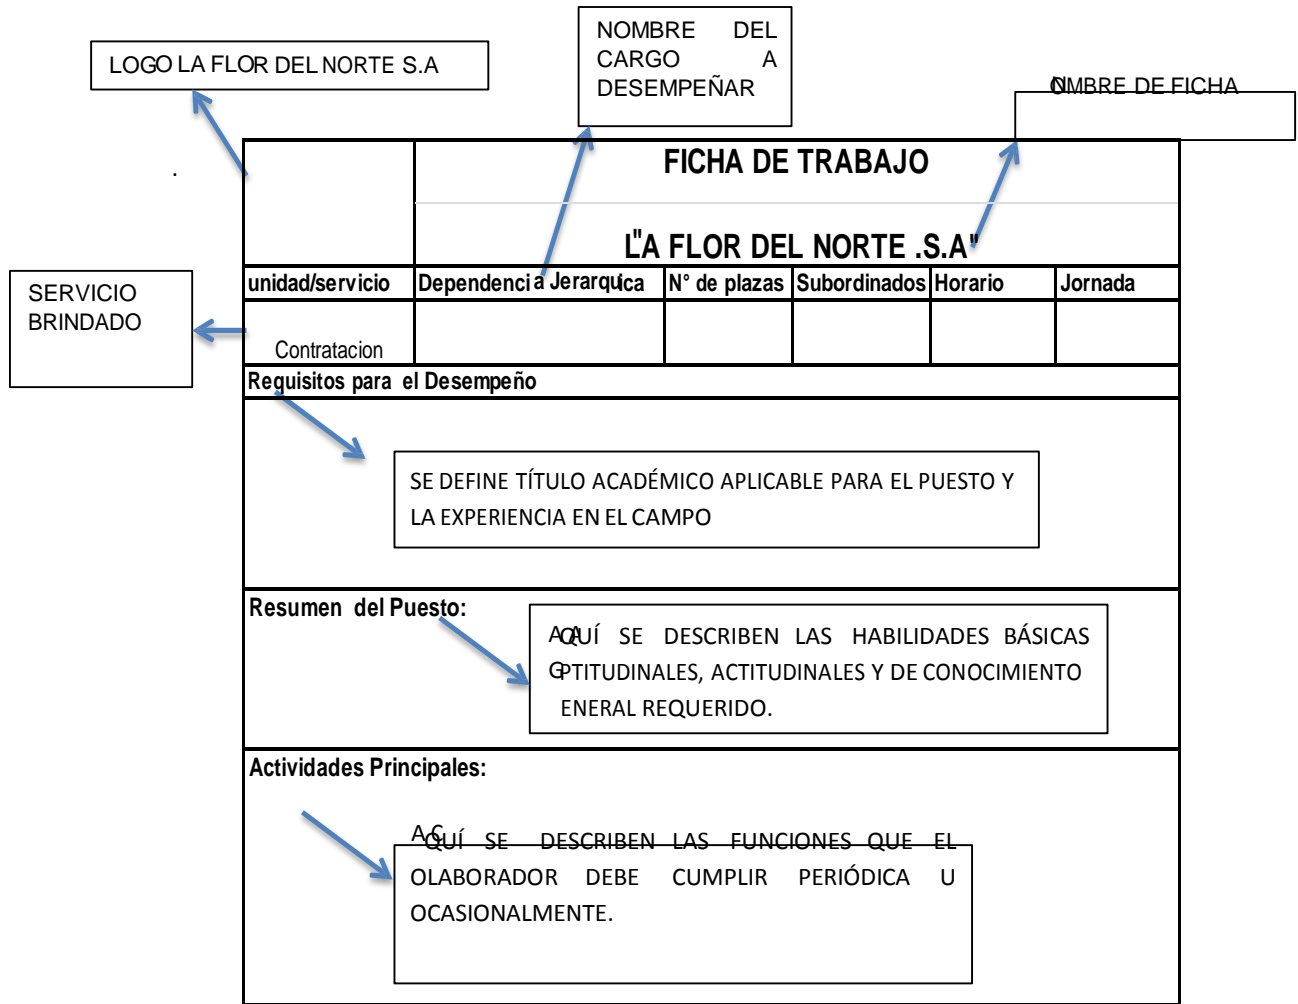 NOMBRE DEL
CARGO A
DESEMPEÑAR
LOGO LA FLOR DEL NORTE S.A
NOMBRE DE FICHA
.
FICHA DE TRABAJO
"LA FLOR DEL NORTE .S.A"
unidad/servicio Dependencia Jerarquica N° de plazas Subordinados Horario Jornada
SERVICIO
BRINDADO
Contratacion
Requisitos para el Desempeño
SE DEFINE TÍTULO ACADÉMICO APLICABLE PARA EL PUESTO Y
LA EXPERIENCIA EN EL CAMPO
Resumen del Puesto:
AQUÍ SE DESCRIBEN LAS HABILIDADES BÁSICAS
APTITUDINALES, ACTITUDINALES Y DE CONOCIMIENTO
GENERAL REQUERIDO.
Actividades Principales:
AQUÍ SE DESCRIBEN LAS FUNCIONES QUE EL
COLABORADOR DEBE CUMPLIR PERIÓDICA U
OCASIONALMENTE.